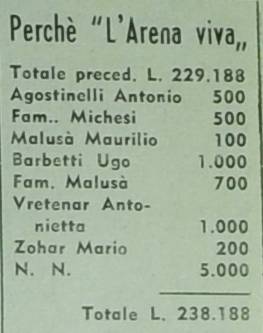 Perchè "L'Arena viva„
Totale preced. L. 229.188
Agostinelli Antonio 500
Fam.. Michesi 500
Malusà Maurilio 100
Barbetti Ugo 1.000
Fam. Malusà 700
Vretenar Anto-
nietta 1.000
Zohar Mario 200
N. N. 5.000
Totale L. 238.188